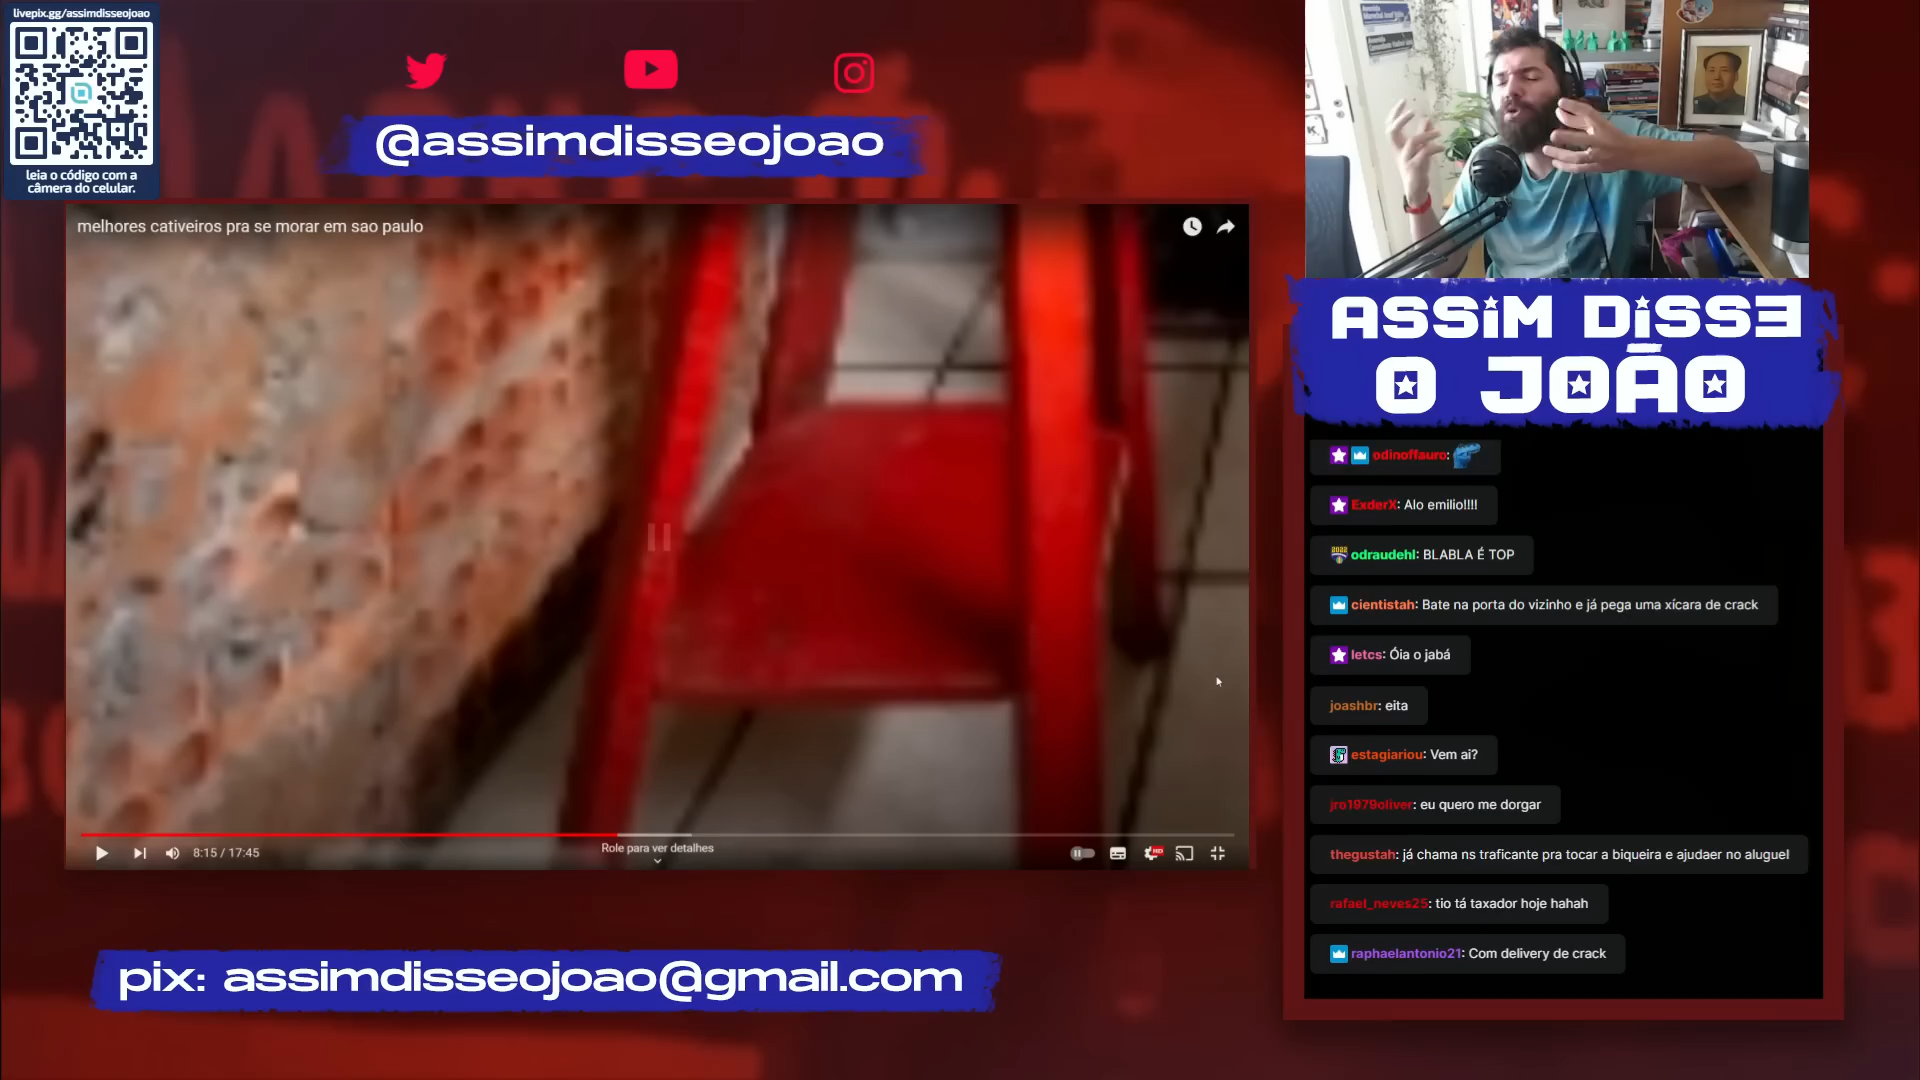 livepix.gg/assimdisseojoao
leia o código com a
câmera do celular.
@assimdisseojoao
melhores cativeiros pra se morar em sao paulo
8:15 / 17:45
Role para ver detalhes
HD
pix: assimdisseojoao@gmail.com
ASSIM DISSE
O JOÃO
odinoffauro:
ExderX: Alo emilio!!!!
odraudehl: BLABLA É TOP
cientistah: Bate na porta do vizinho e já pega uma xícara de crack
letcs: Óia o jabá
joashbr: eita
estagiariou: Vem ai?
jro1979oliver: eu quero me dorgar
thegustah: já chama ns traficante pra tocar a biqueira e ajudaer no aluguel
rafael_neves25: tio tá taxador hoje hahah
raphaelantonio21: Com delivery de crack